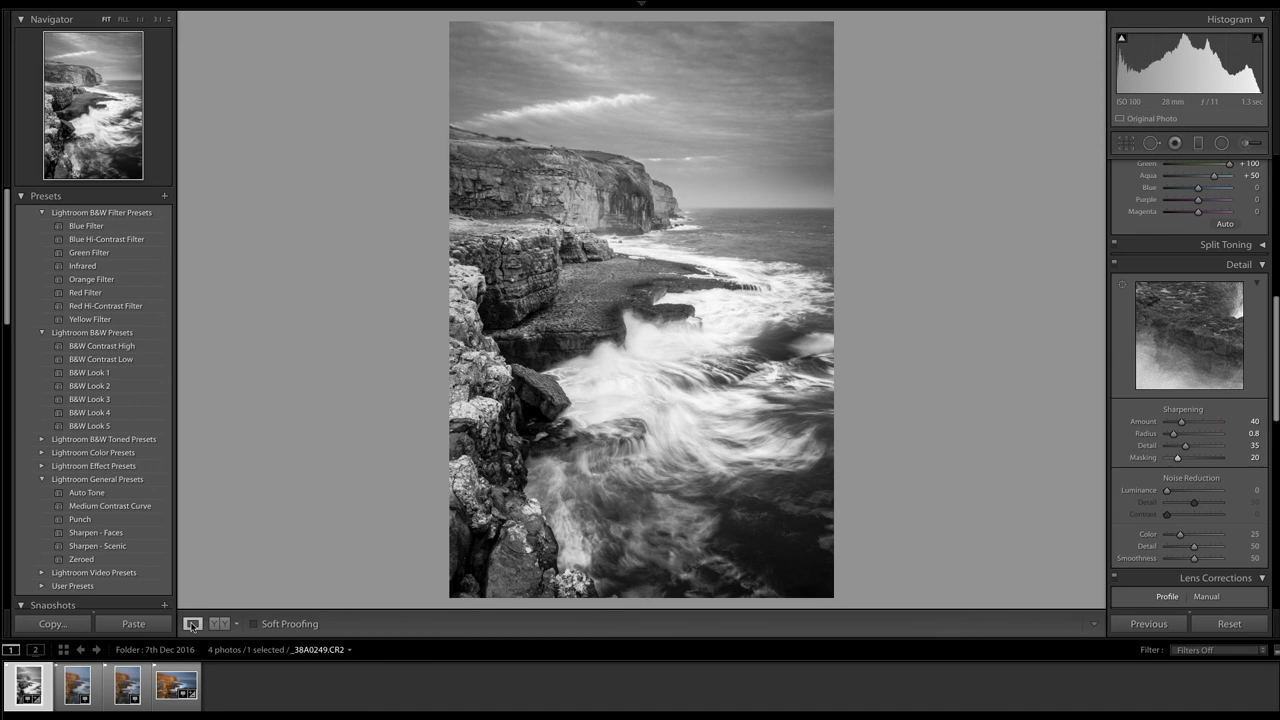 Navigator FIT FILL 1:1 3:1
Presets +
Lightroom B&W Filter Presets
Blue Filter
Blue Hi-Contrast Filter
Green Filter
Infrared
Orange Filter
Red Filter
Red Hi-Contrast Filter
Yellow Filter
Lightroom B&W Presets
B&W Contrast High
B&W Contrast Low
B&W Look 1
B&W Look 2
B&W Look 3
B&W Look 4
B&W Look 5
Lightroom B&W Toned Presets
Lightroom Color Presets
Lightroom Effect Presets
Lightroom General Presets
Auto Tone
Medium Contrast Curve
Punch
Sharpen - Faces
Sharpen - Scenic
Zeroed
Lightroom Video Presets
User Presets
Snapshots +
Copy... Paste
Y Y Soft Proofing
Histogram
ISO 100 28 mm ƒ / 11 1.3 sec
Original Photo
Green + 100
Aqua + 50
Blue 0
Purple 0
Magenta 0
Auto
Split Toning
Detail
Sharpening
Amount 40
Radius 0.8
Detail 35
Masking 20
Noise Reduction
Luminance 0
Detail 50
Contrast 0
Color 25
Detail 50
Smoothness 50
Lens Corrections
Profile Manual
Previous Reset
1 2 Folder : 7th Dec 2016 4 photos / 1 selected / _38A0249.CR2 Filter : Filters Off